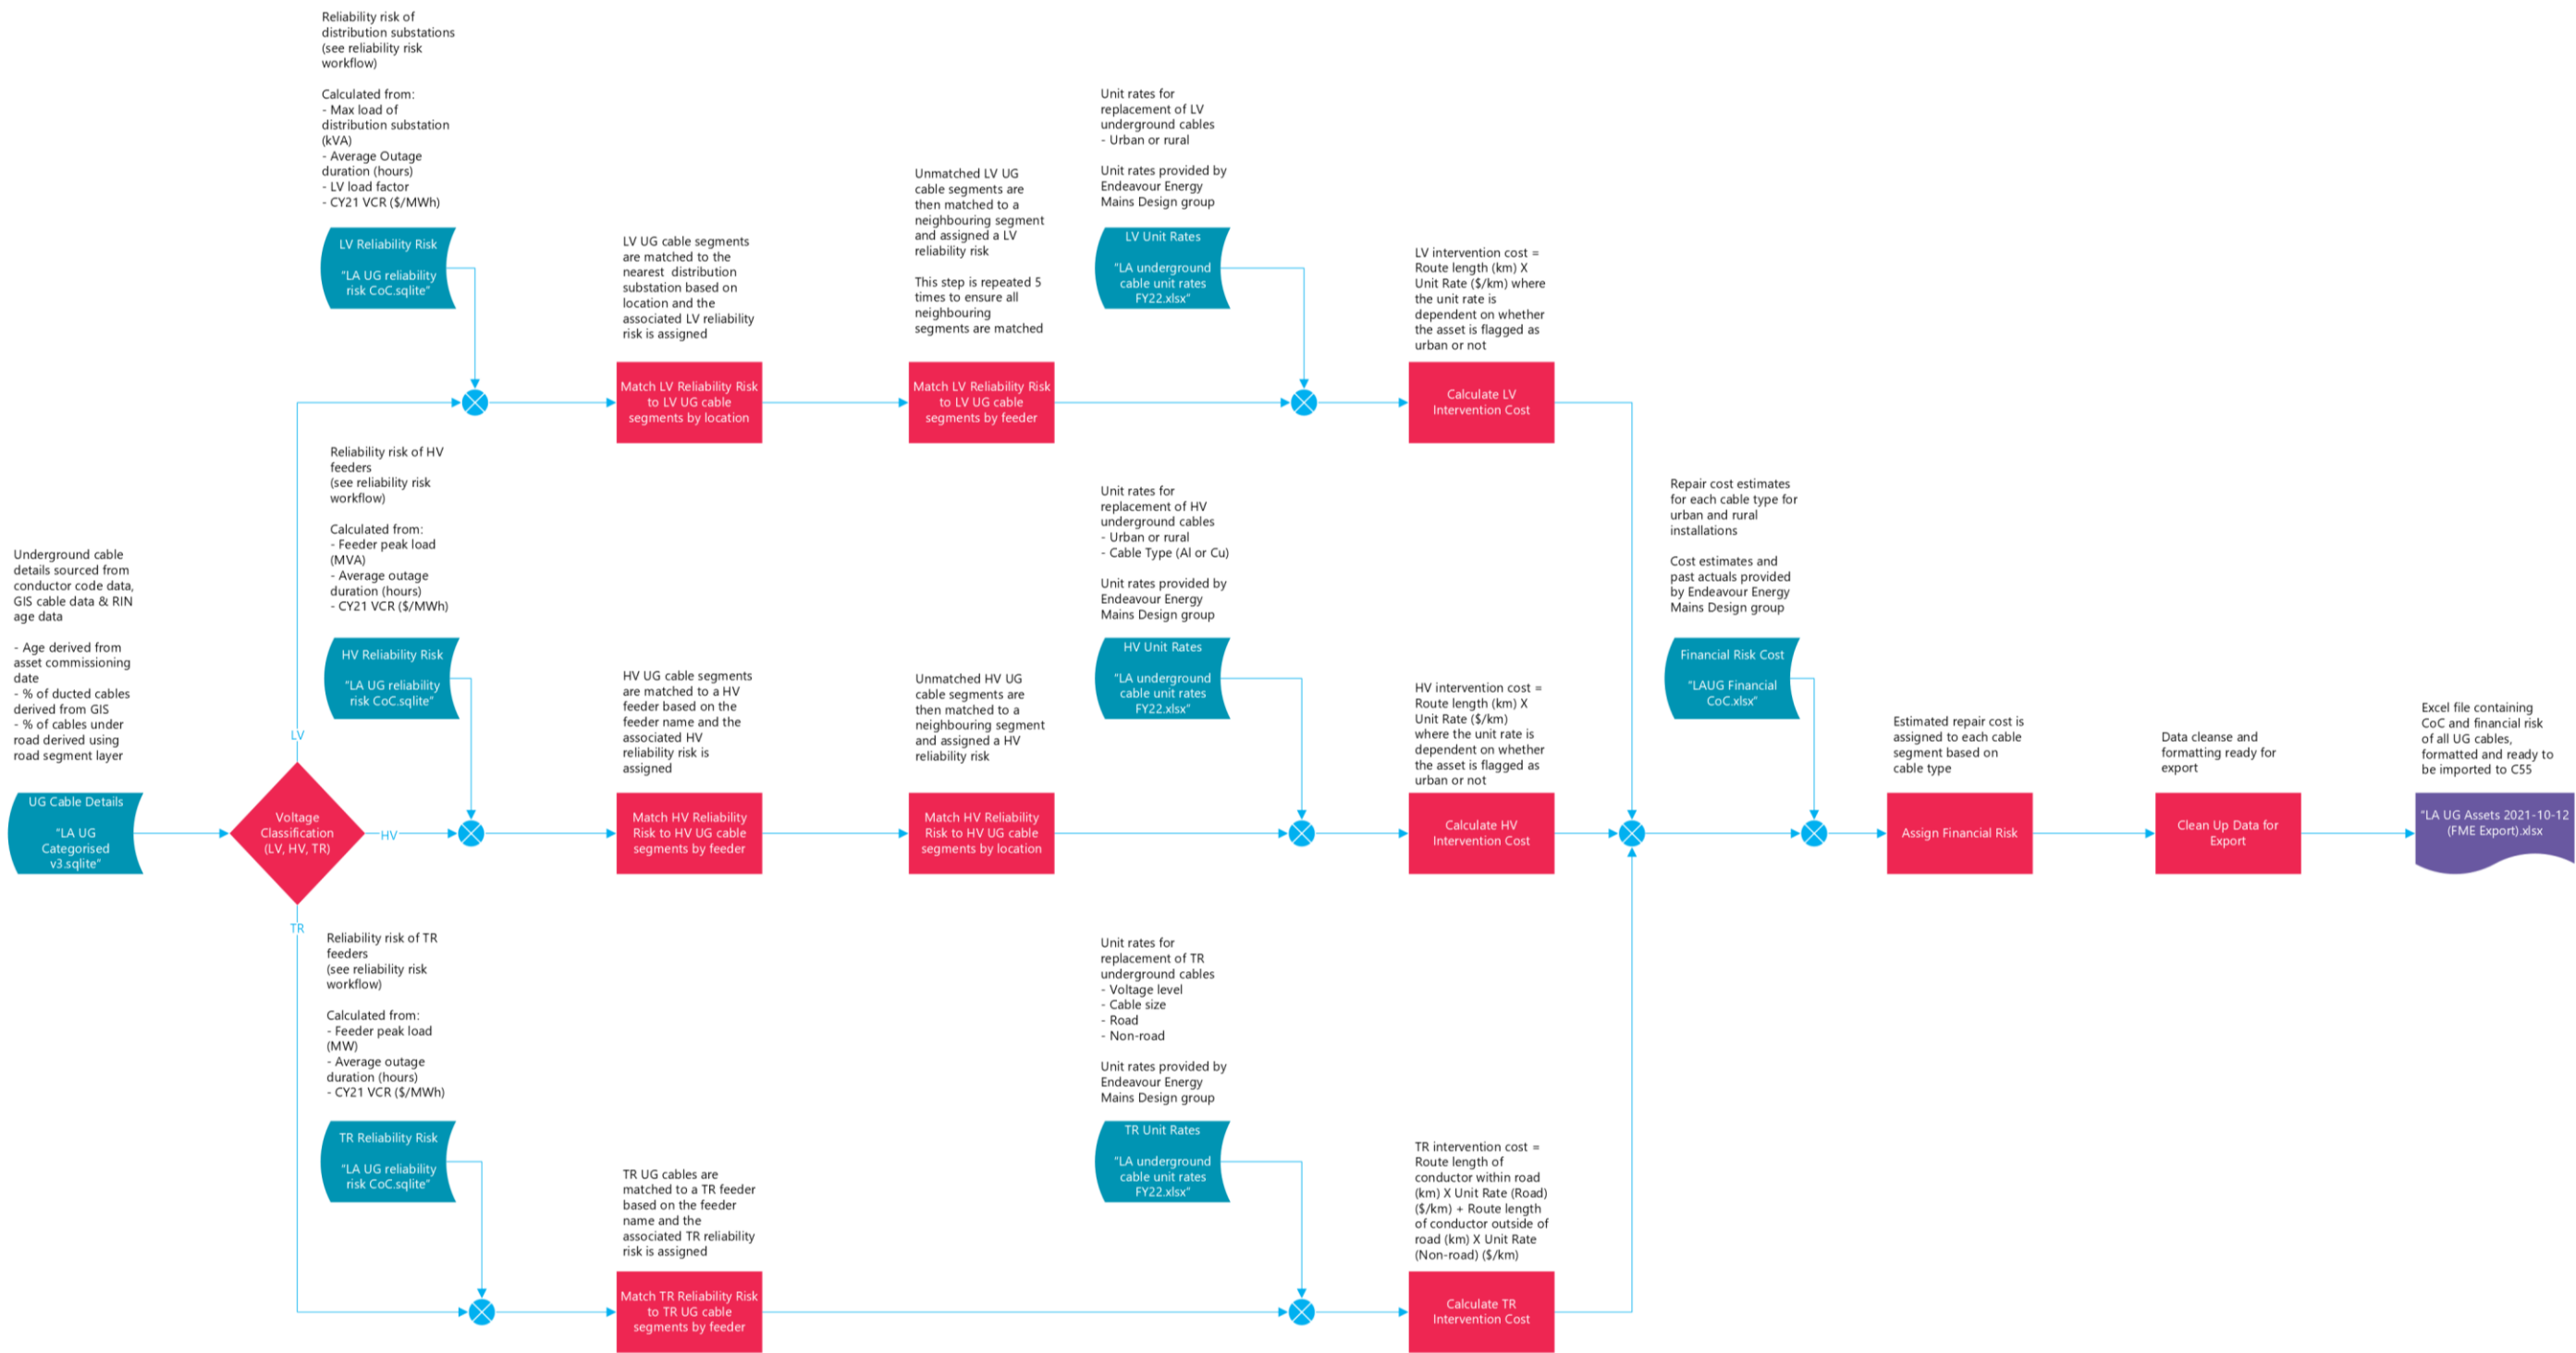 Reliability risk of
distribution substations
(see reliability risk
workflow)
Calculated from:
- Max load of
distribution substation
(kVA)
- Average Outage
duration (hours)
- LV load factor
- CY21 VCR ($/MWh)
LV Reliability Risk
"LA UG reliability
risk CoC.sqlite"
LV UG cable segments
are matched to the
nearest  distribution
substation based on
location and the
associated LV reliability
risk is assigned
Unmatched LV UG
cable segments are
then matched to a
neighbouring segment
and assigned a LV
reliability risk
This step is repeated 5
times to ensure all
neighbouring
segments are matched
Unit rates for
replacement of LV
underground cables
- Urban or rural
Unit rates provided by
Endeavour Energy
Mains Design group
LV Unit Rates
"LA underground
cable unit rates
FY22.xlsx"
LV intervention cost =
Route length (km) X
Unit Rate ($/km) where
the unit rate is
dependent on whether
the asset is flagged as
urban or not
Match LV Reliability Risk
to LV UG cable
segments by location
Match LV Reliability Risk
to LV UG cable
segments by feeder
Calculate LV
Intervention Cost
Underground cable
details sourced from
conductor code data,
GIS cable data & RIN
age data
- Age derived from
asset commissioning
date
- % of ducted cables
derived from GIS
- % of cables under
road derived using
road segment layer
UG Cable Details
"LA UG
Categorised
v3.sqlite"
LV
Voltage
Classification
(LV, HV, TR)
HV
TR
Reliability risk of HV
feeders
(see reliability risk
workflow)
Calculated from:
- Feeder peak load
(MVA)
- Average outage
duration (hours)
- CY21 VCR ($/MWh)
HV Reliability Risk
"LA UG reliability
risk CoC.sqlite"
HV UG cable segments
are matched to a HV
feeder based on the
feeder name and the
associated HV
reliability risk is
assigned
Match HV Reliability
Risk to HV UG cable
segments by feeder
Unmatched HV UG
cable segments are
then matched to a
neighbouring segment
and assigned a HV
reliability risk
Match HV Reliability
Risk to HV UG cable
segments by location
Unit rates for
replacement of HV
underground cables
- Urban or rural
- Cable Type (Al or Cu)
Unit rates provided by
Endeavour Energy
Mains Design group
HV Unit Rates
"LA underground
cable unit rates
FY22.xlsx"
HV intervention cost =
Route length (km) X
Unit Rate ($/km)
where the unit rate is
dependent on whether
the asset is flagged as
urban or not
Calculate HV
Intervention Cost
Repair cost estimates
for each cable type for
urban and rural
installations
Cost estimates and
past actuals provided
by Endeavour Energy
Mains Design group
Financial Risk Cost
"LAUG Financial
CoC.xlsx"
Estimated repair cost is
assigned to each cable
segment based on
cable type
Assign Financial Risk
Data cleanse and
formatting ready for
export
Clean Up Data for
Export
Excel file containing
CoC and financial risk
of all UG cables,
formatted and ready to
be imported to C55
"LA UG Assets 2021-10-12
(FME Export).xlsx
Reliability risk of TR
feeders
(see reliability risk
workflow)
Calculated from:
- Feeder peak load
(MW)
- Average outage
duration (hours)
- CY21 VCR ($/MWh)
TR Reliability Risk
"LA UG reliability
risk CoC.sqlite"
TR UG cables are
matched to a TR feeder
based on the feeder
name and the
associated TR reliability
risk is assigned
Match TR Reliability Risk
to TR UG cable
segments by feeder
Unit rates for
replacement of TR
underground cables
- Voltage level
- Cable size
- Road
- Non-road
Unit rates provided by
Endeavour Energy
Mains Design group
TR Unit Rates
"LA underground
cable unit rates
FY22.xlsx"
TR intervention cost =
Route length of
conductor within road
(km) X Unit Rate (Road)
($/km) + Route length
of conductor outside of
road (km) X Unit Rate
(Non-road) ($/km)
Calculate TR
Intervention Cost